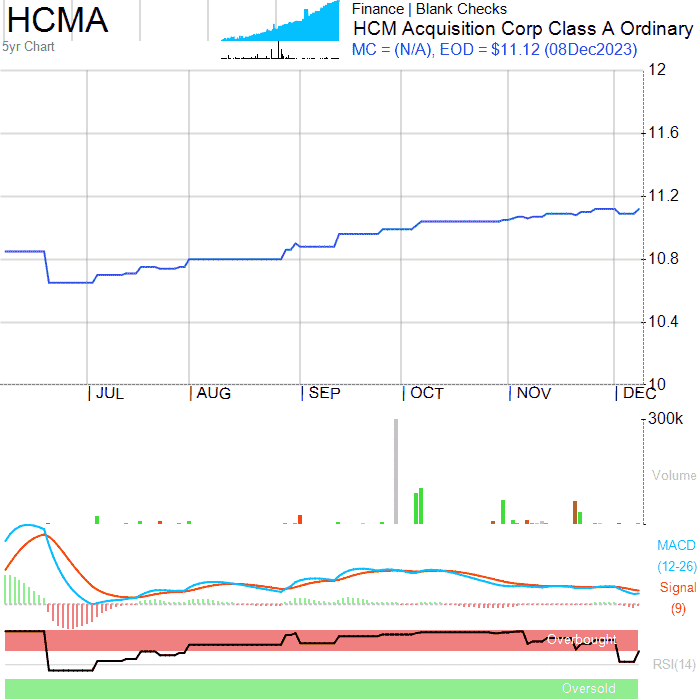 HCMA
5yr Chart
Finance | Blank Checks
HCM Acquisition Corp Class A Ordinary
MC = (N/A), EOD = $11.12 (08Dec2023)
12
11.6
11.2
10.8
10.4
10
JUL AUG SEP OCT NOV DEC
300k
Volume
MACD
(12-26)
Signal
(9)
Overbought
RSI(14)
Oversold